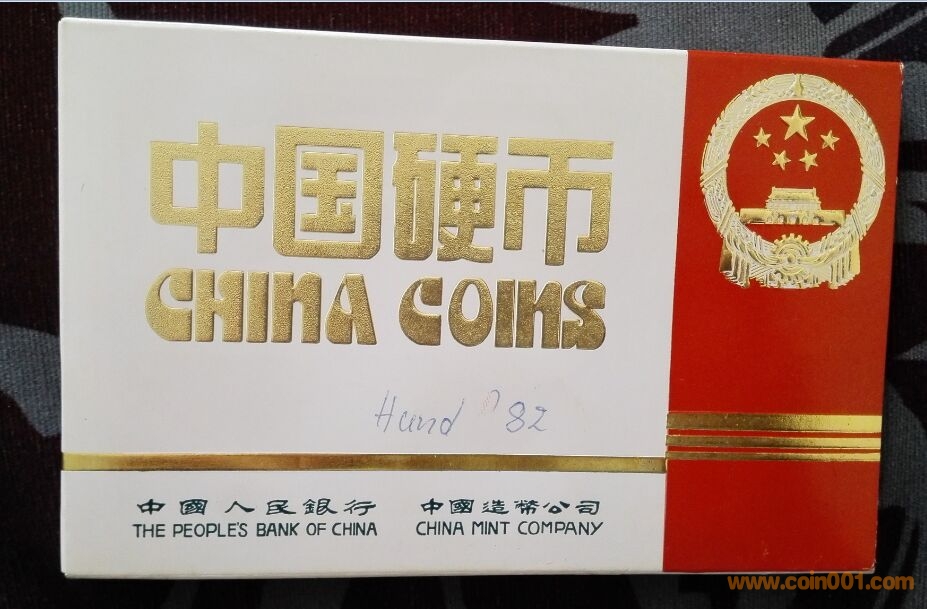 中国硬币
CHINA COINS
Hund '82
中國人民銀行 中國造幣公司
THE PEOPLE'S BANK OF CHINA CHINA MINT COMPANY
www.coin001.com